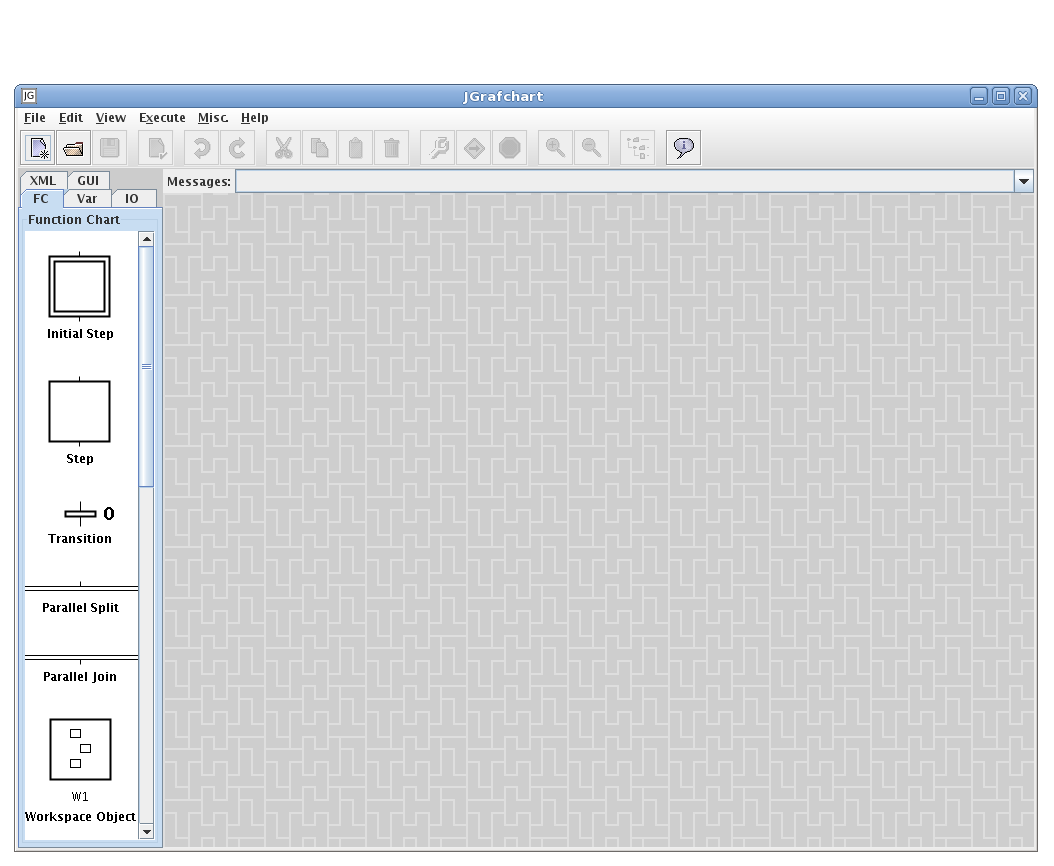 JG JGrafchart
File Edit View Execute Misc. Help
XML GUI
FC Var IO
Messages:
Function Chart
Initial Step
Step
0
Transition
Parallel Split
Parallel Join
W1
Workspace Object